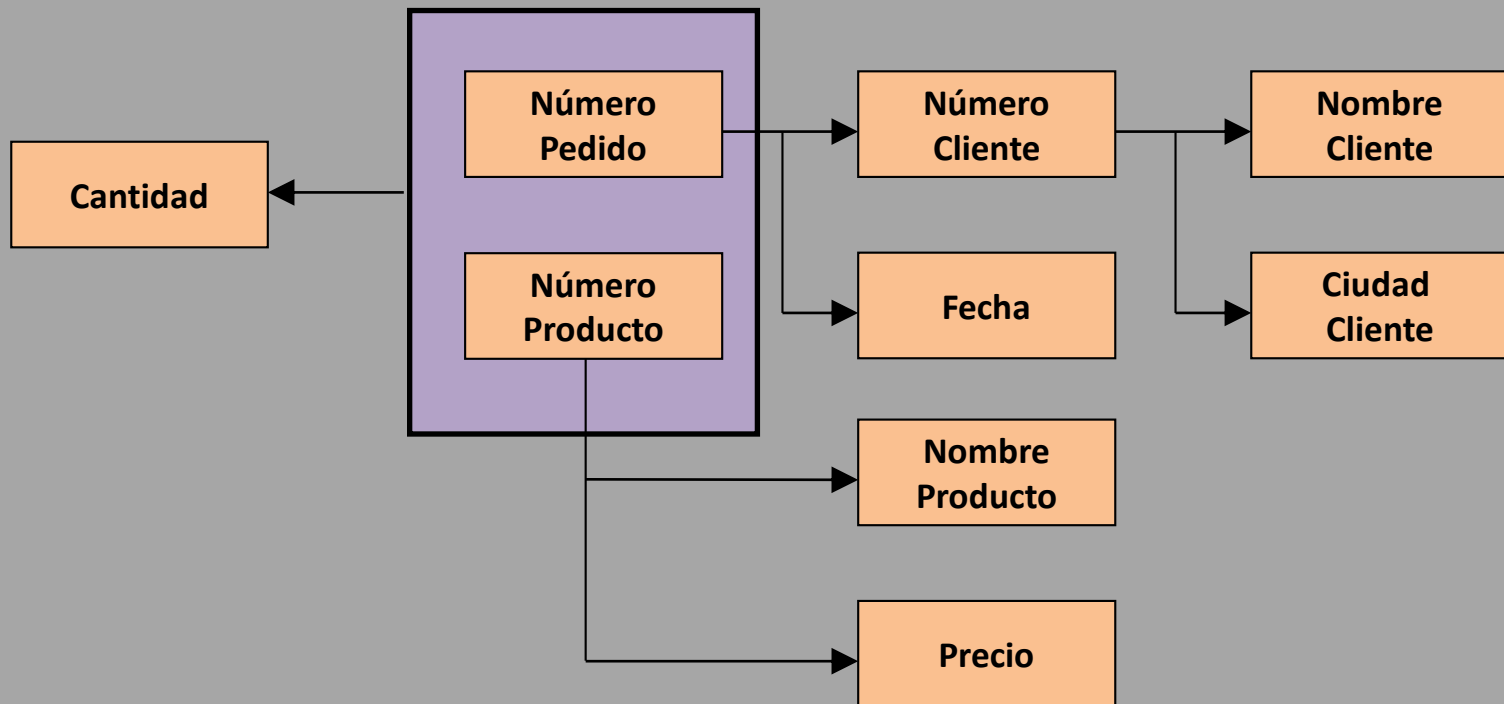 Número
Pedido
Número
Cliente
Nombre
Cliente
Cantidad
Número
Producto
Fecha
Ciudad
Cliente
Nombre
Producto
Precio